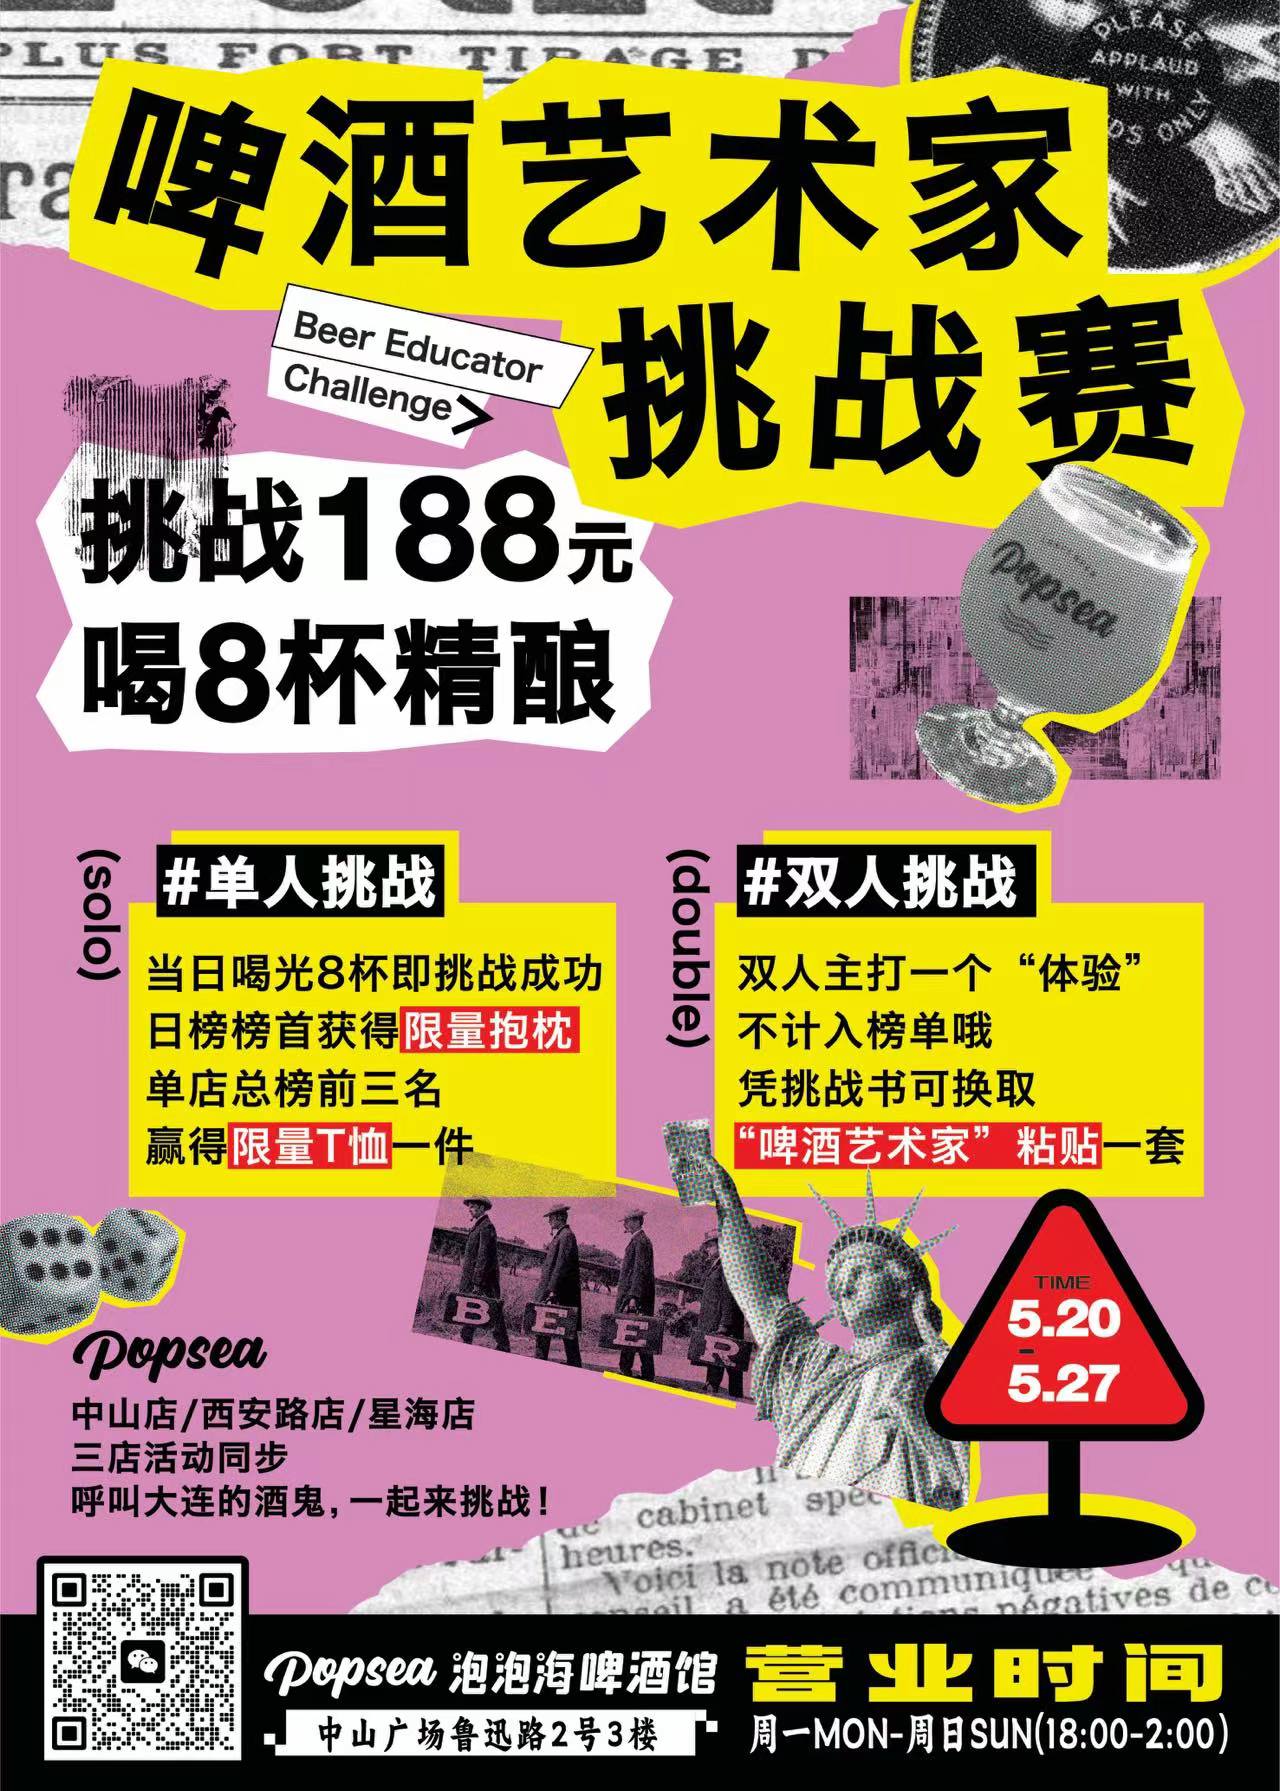 PLUS FORT TIRAGE D
PLEASE
APPLAUD
WITH
ONLY
啤酒艺术家
挑战赛
Beer Educator
Challenge
挑战188元
喝8杯精酿
Popsea
(solo)
#单人挑战
当日喝光8杯即挑战成功
日榜榜首获得限量抱枕
单店总榜前三名
赢得限量T恤一件
(double)
#双人挑战
双人主打一个“体验”
不计入榜单哦
凭挑战书可换取
“啤酒艺术家”粘贴一套
BEER
TIME
5.20
-
5.27
Popsea
中山店/西安路店/星海店
三店活动同步
呼叫大连的酒鬼，一起来挑战！
cabinet spéc
heures.
Voici la note officie
a été communiquée
négatives de co
Popsea 泡泡海啤酒馆
中山广场鲁迅路2号3楼
营业时间
周一MON-周日SUN(18:00-2:00)